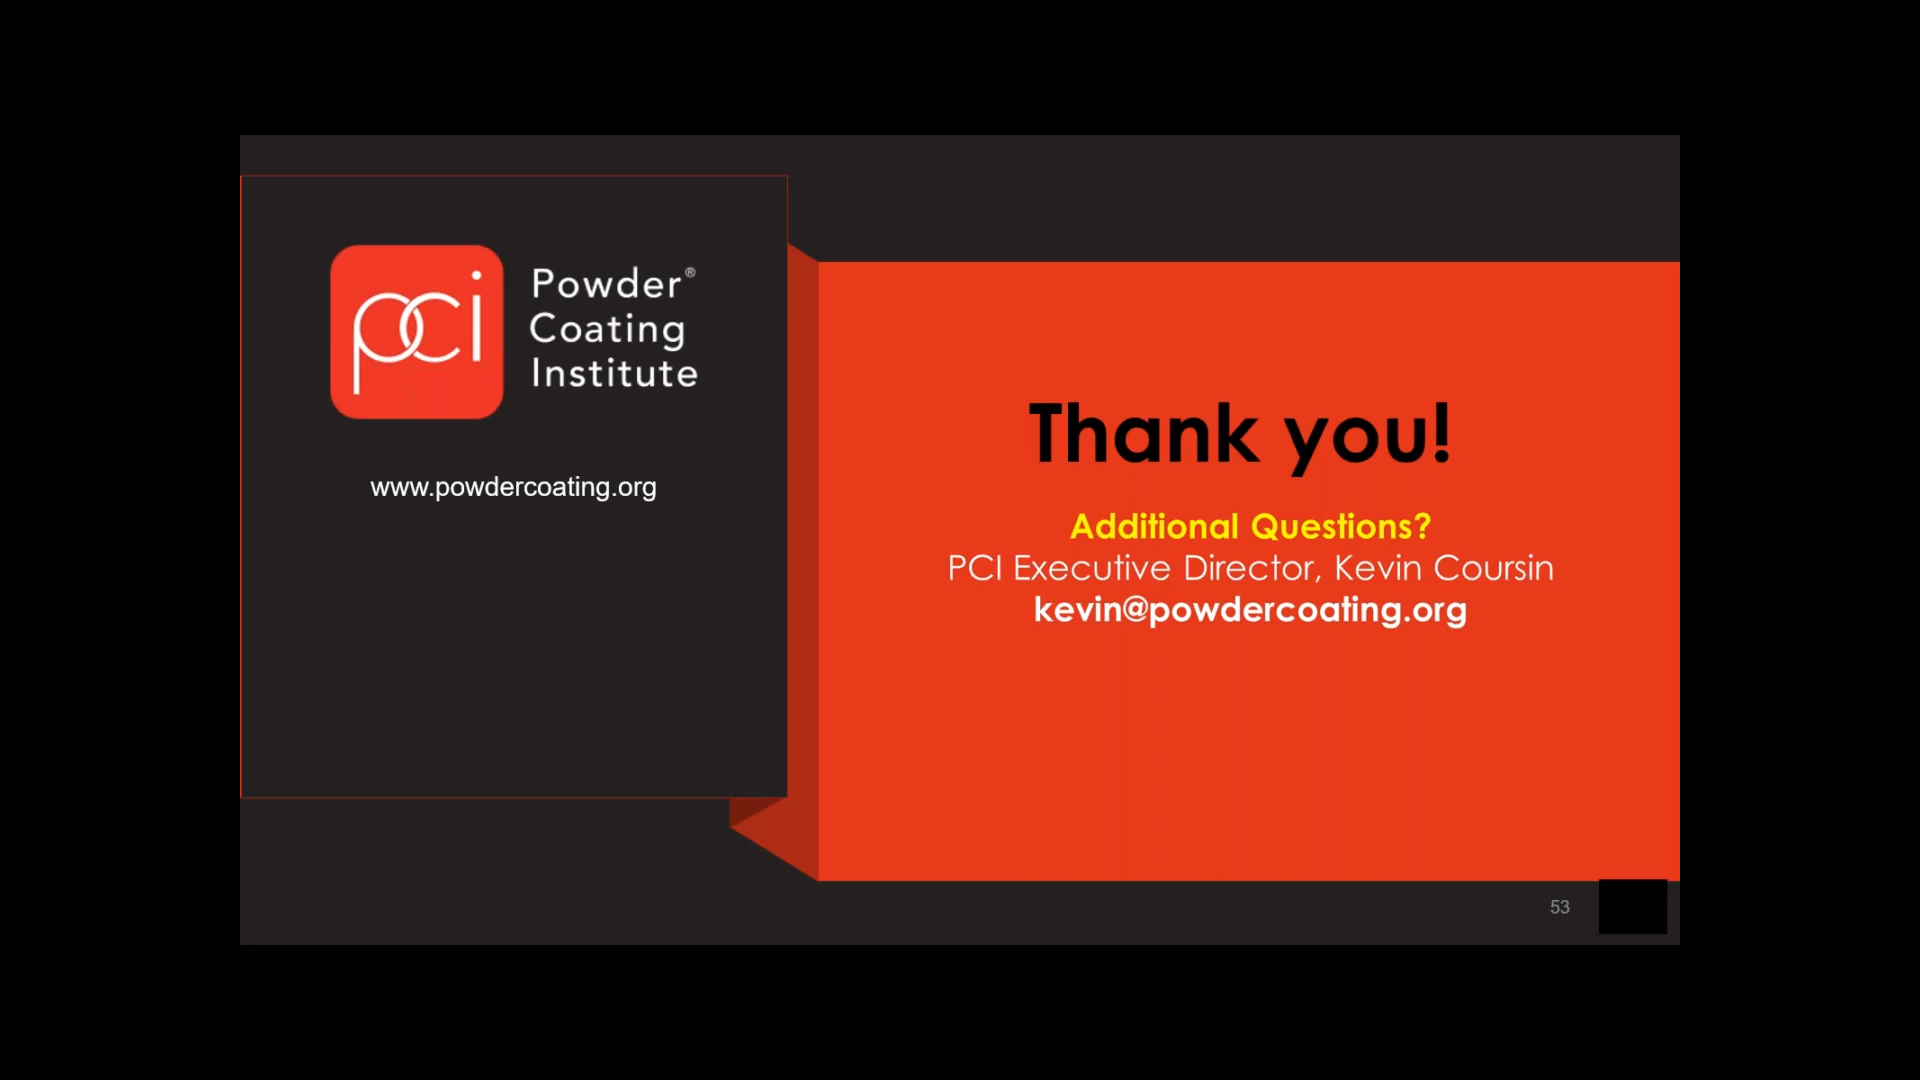 pci
Powder®
Coating
Institute
www.powdercoating.org
Thank you!
Additional Questions?
PCI Executive Director, Kevin Coursin
kevin@powdercoating.org
53